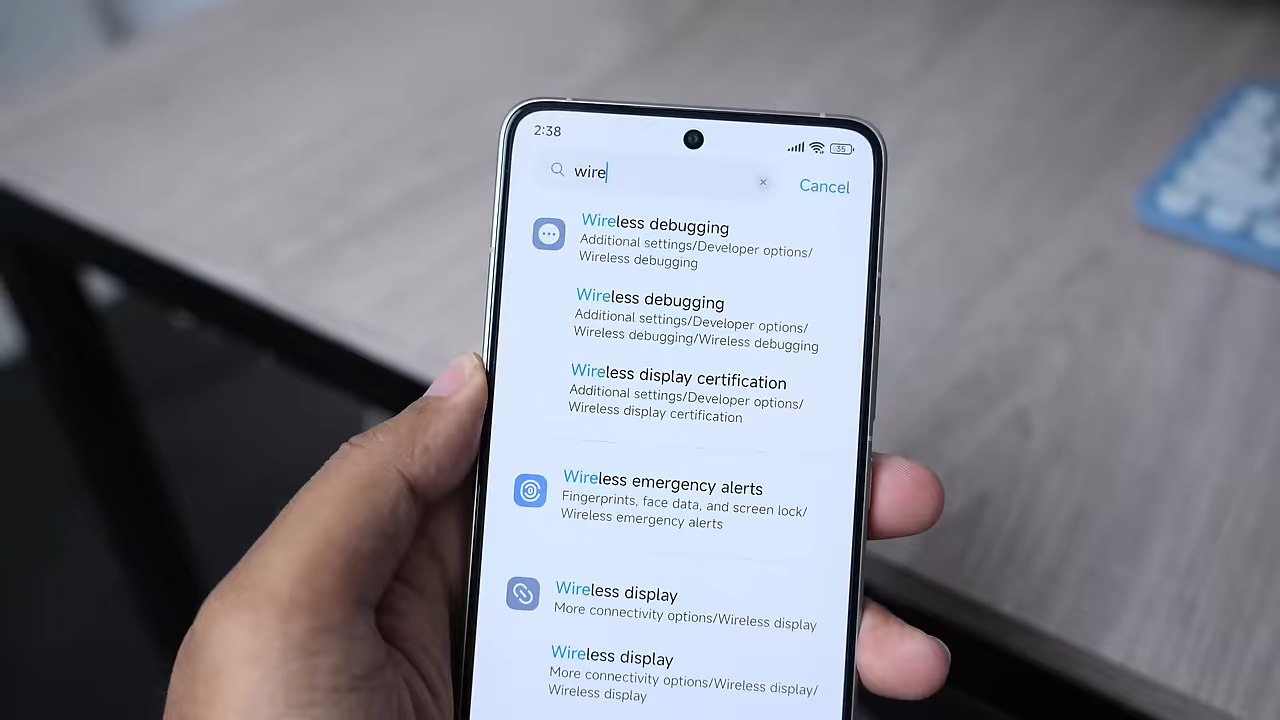 2:38
35
wire
Cancel
Wireless debugging
Additional settings/Developer options/
Wireless debugging
Wireless debugging
Additional settings/Developer options/
Wireless debugging/Wireless debugging
Wireless display certification
Additional settings/Developer options/
Wireless display certification
Wireless emergency alerts
Fingerprints, face data, and screen lock/
Wireless emergency alerts
Wireless display
More connectivity options/Wireless display
Wireless display
More connectivity options/Wireless display/
Wireless display